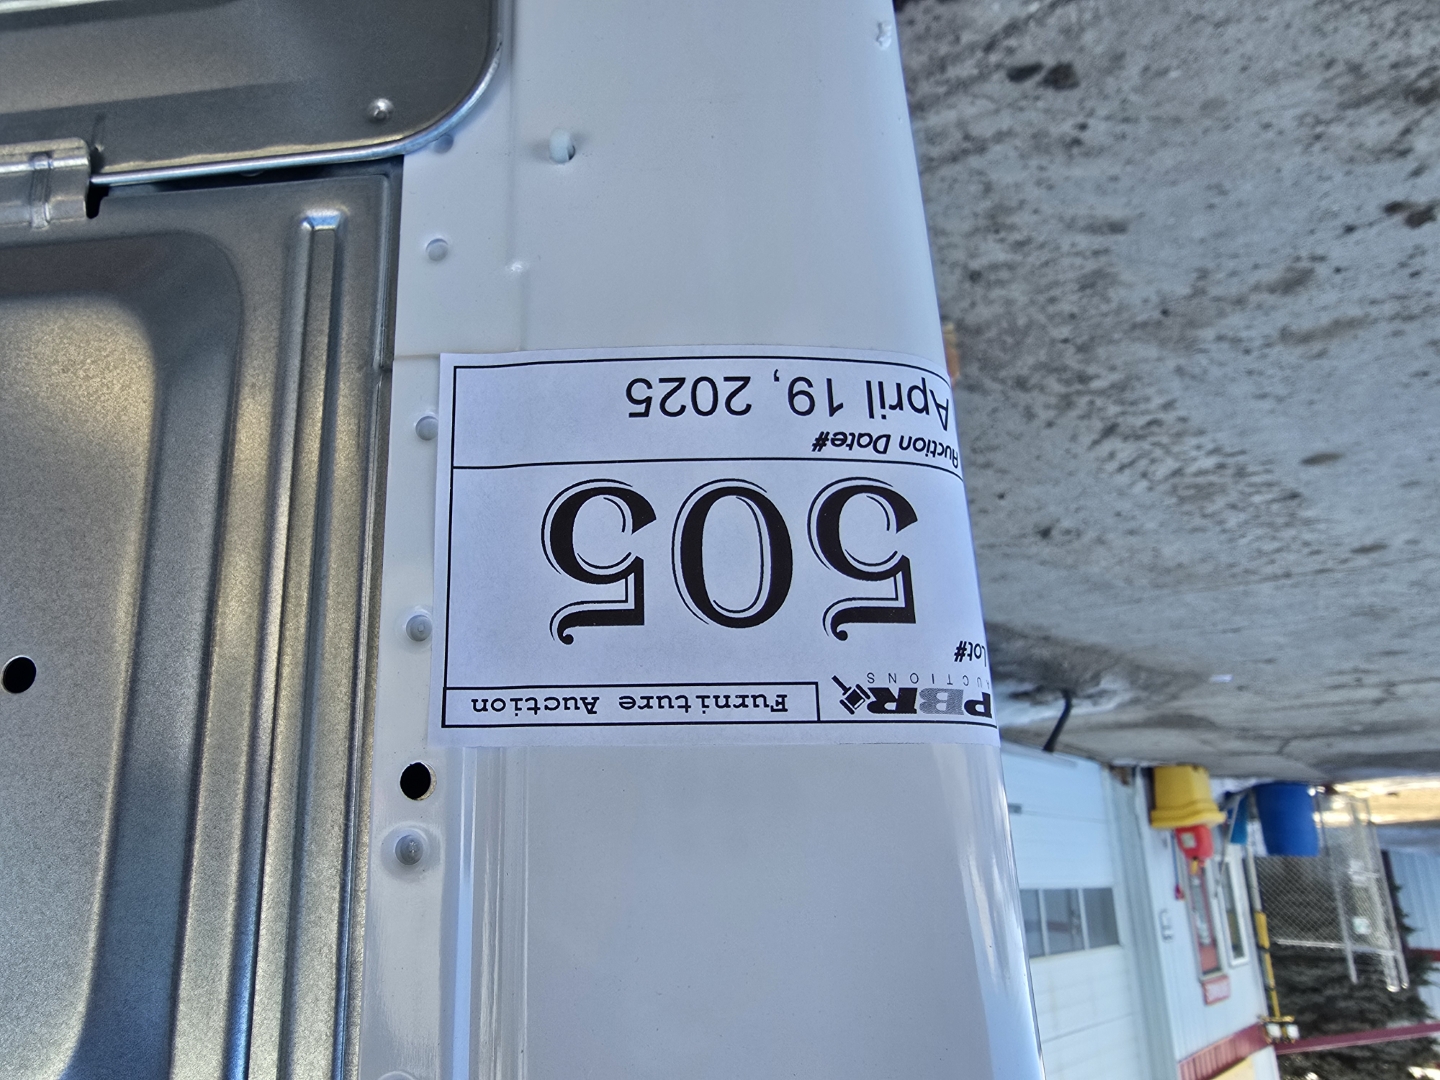 PBR Furniture Auction
AUCTIONS
Lot#
505
Auction Date#
April 19, 2025